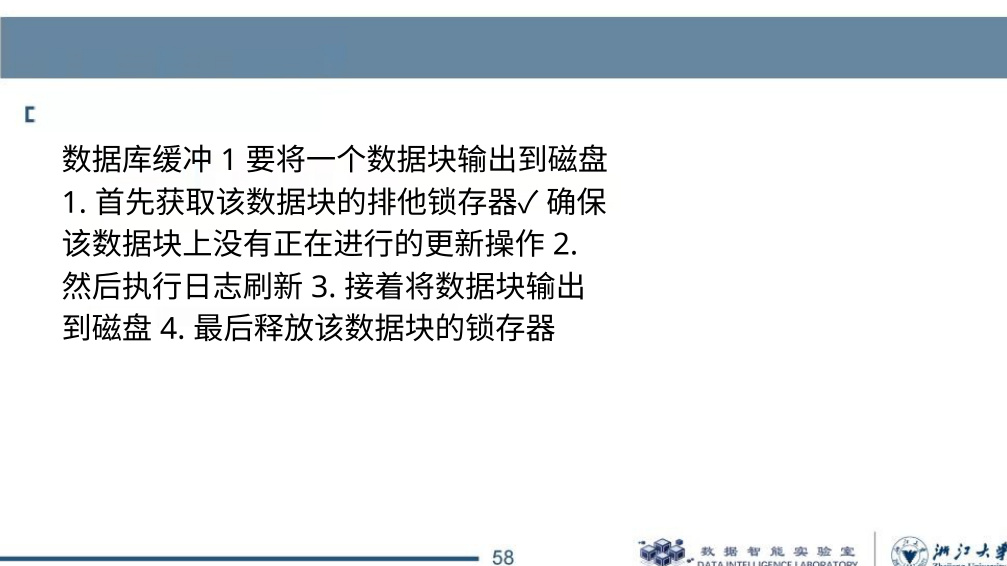 数据库缓冲 1 要将一个数据块输出到磁盘
1. 首先获取该数据块的排他锁存器✓ 确保
该数据块上没有正在进行的更新操作 2.
然后执行日志刷新 3. 接着将数据块输出
到磁盘 4. 最后释放该数据块的锁存器
58
数据智能实验室
DATA INTELLIGENCE LABORATORY
浙江大学
Zhejiang University